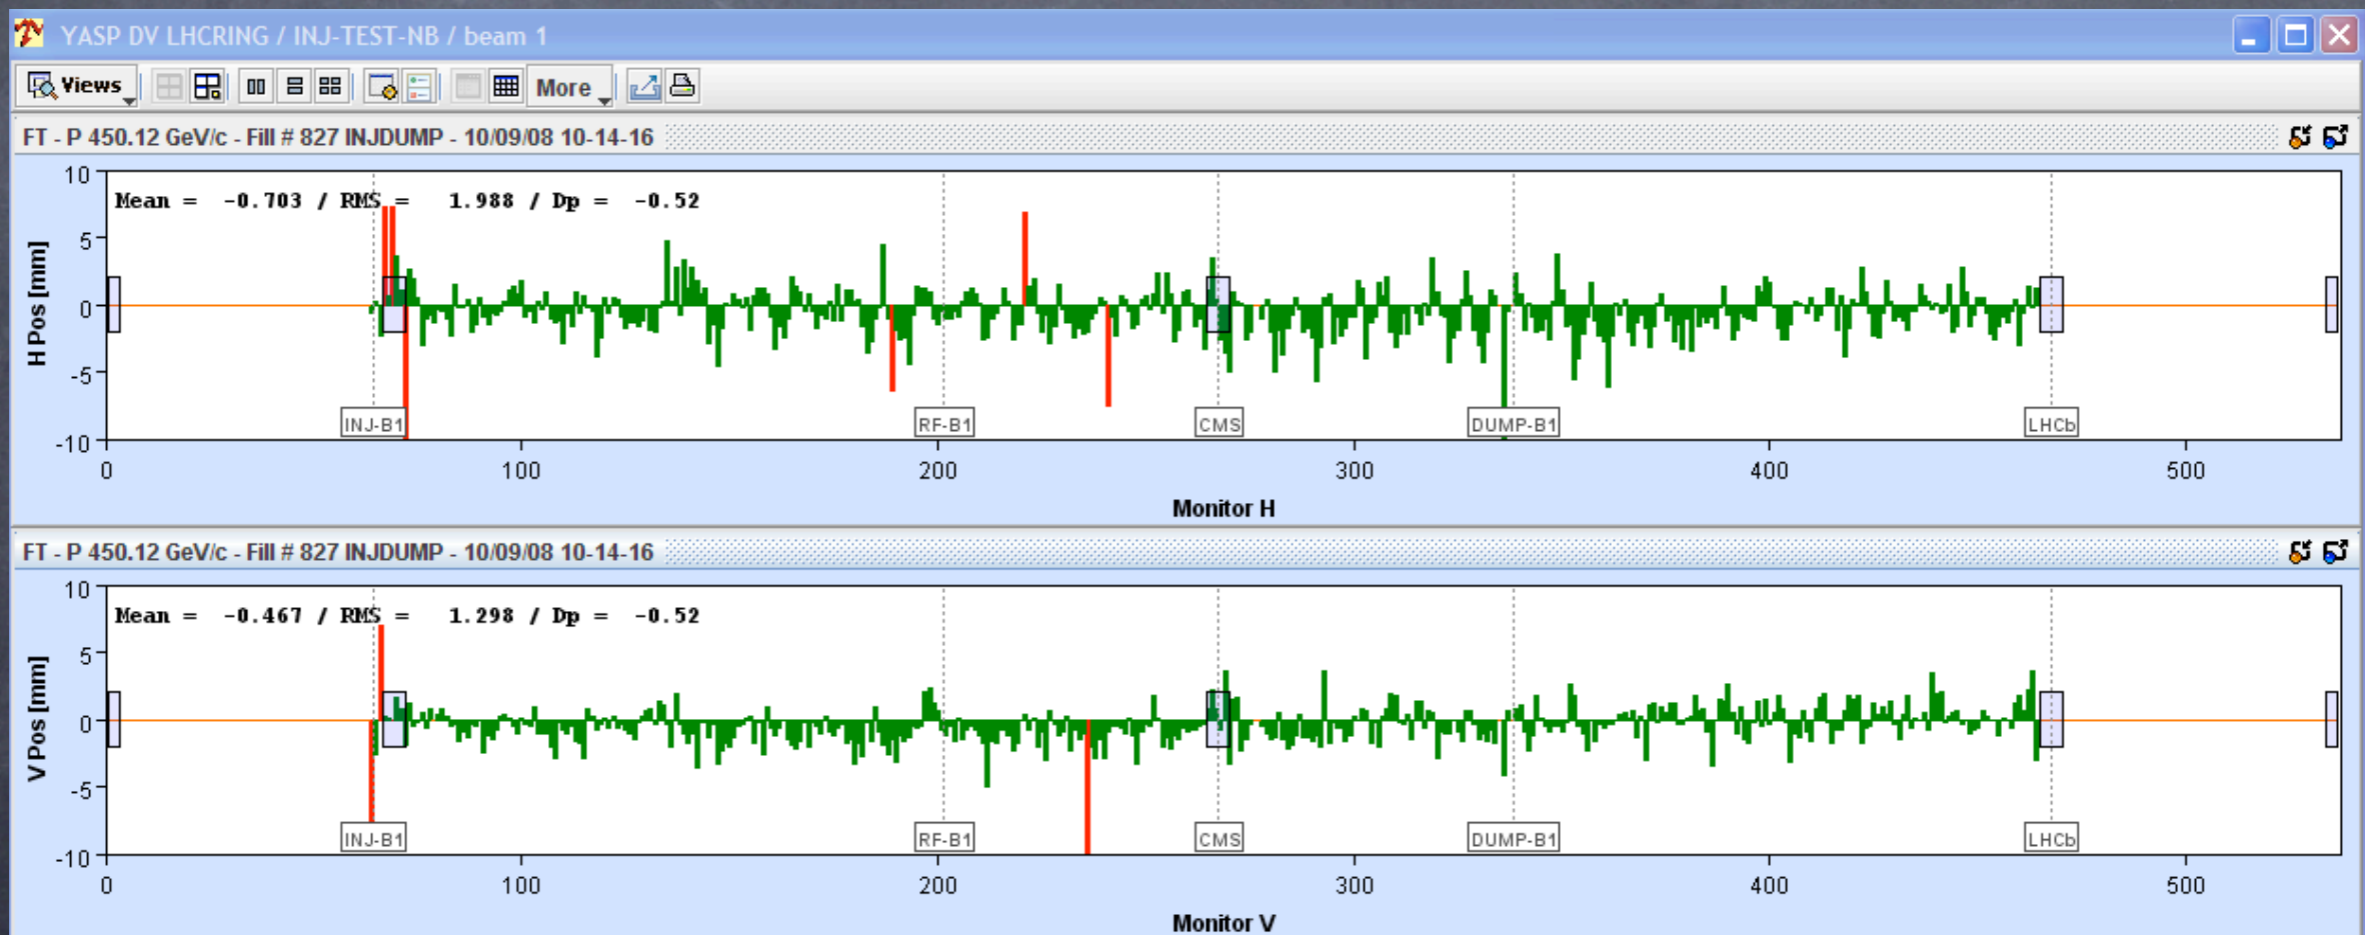 YASP DV LHCRING / INJ-TEST-NB / beam 1
Views More
FT - P 450.12 GeV/c - Fill # 827 INJDUMP - 10/09/08 10-14-16
Mean = -0.703 / RMS = 1.988 / Dp = -0.52
H Pos [mm]
10
5
0
-5
-10
INJ-B1 RF-B1 CMS DUMP-B1 LHCb
0 100 200 300 400 500
Monitor H
FT - P 450.12 GeV/c - Fill # 827 INJDUMP - 10/09/08 10-14-16
Mean = -0.467 / RMS = 1.298 / Dp = -0.52
V Pos [mm]
10
5
0
-5
-10
INJ-B1 RF-B1 CMS DUMP-B1 LHCb
0 100 200 300 400 500
Monitor V